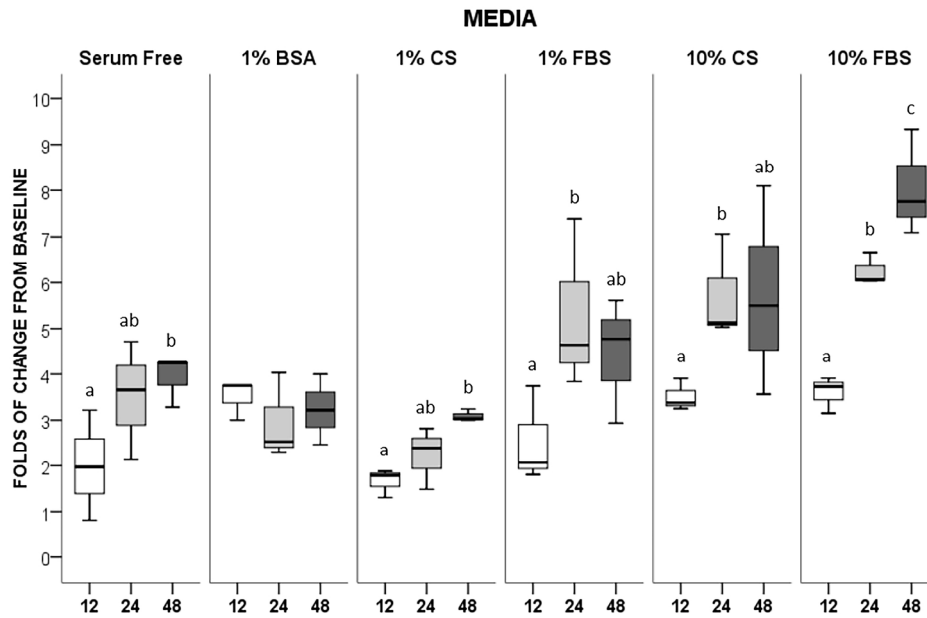 MEDIA
Serum Free 1% BSA 1% CS 1% FBS 10% CS 10% FBS
FOLDS OF CHANGE FROM BASELINE
10
9
8
7
6
5
4
3
2
1
0
a ab b
a ab b
a b ab
a b ab
a b c
12 24 48 12 24 48 12 24 48 12 24 48 12 24 48 12 24 48